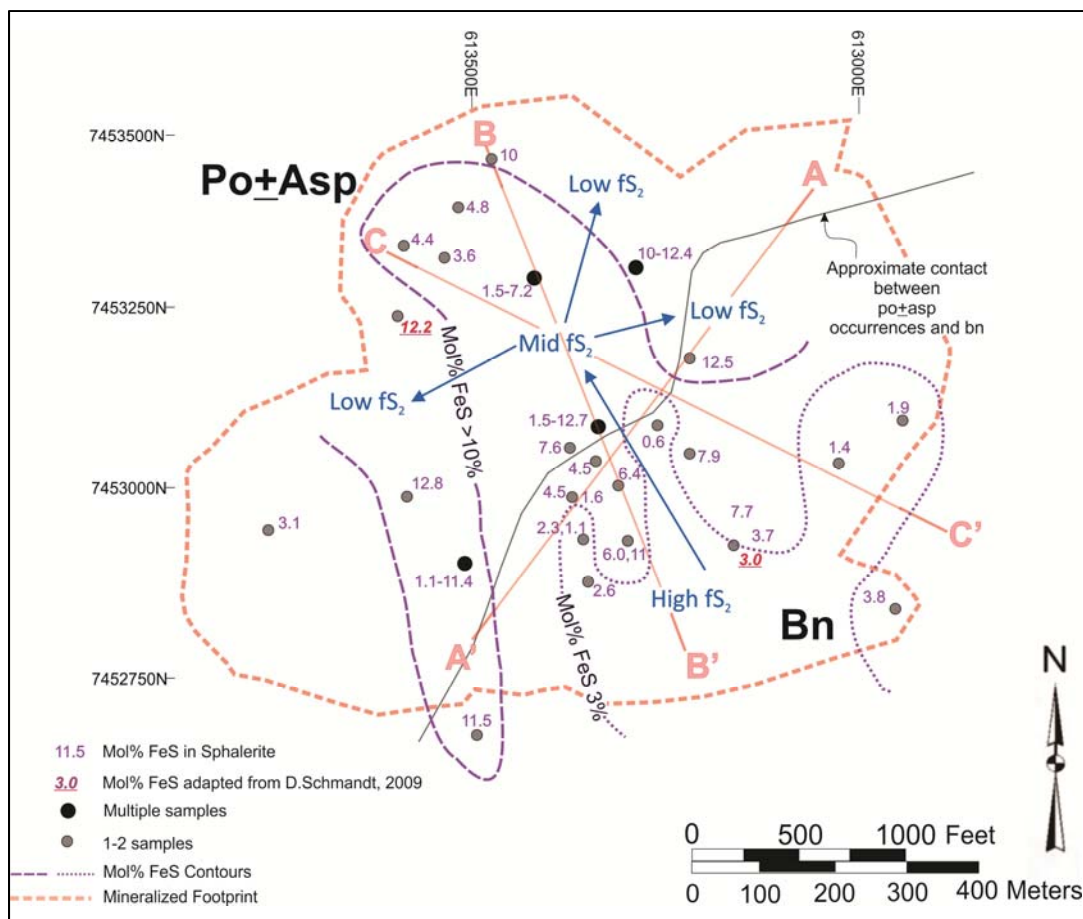 613500E
613000E
7453500N
B
10
Po±Asp
Low fS2
A
4.8
4.4
C
3.6
10-12.4
1.5-7.2
Approximate contact
between
po±asp
occurrences and bn
7453250N
12.2
Low fS2
Mid fS2
12.5
Mol% FeS >10%
Low fS2
1.5-12.7
0.6
1.9
7.6
7.9
1.4
4.5
6.4
7453000N
12.8
4.5
1.6
7.7
3.1
2.3,1.1
6.0,11
3.7
3.0
C'
1.1-11.4
2.6
High fS2
3.8
Bn
A'
B'
Mol% FeS 3%
N
7452750N
11.5
11.5 Mol% FeS in Sphalerite
3.0 Mol% FeS adapted from D.Schmandt, 2009
Multiple samples
1-2 samples
Mol% FeS Contours
Mineralized Footprint
0 500 1000 Feet
0 100 200 300 400 Meters